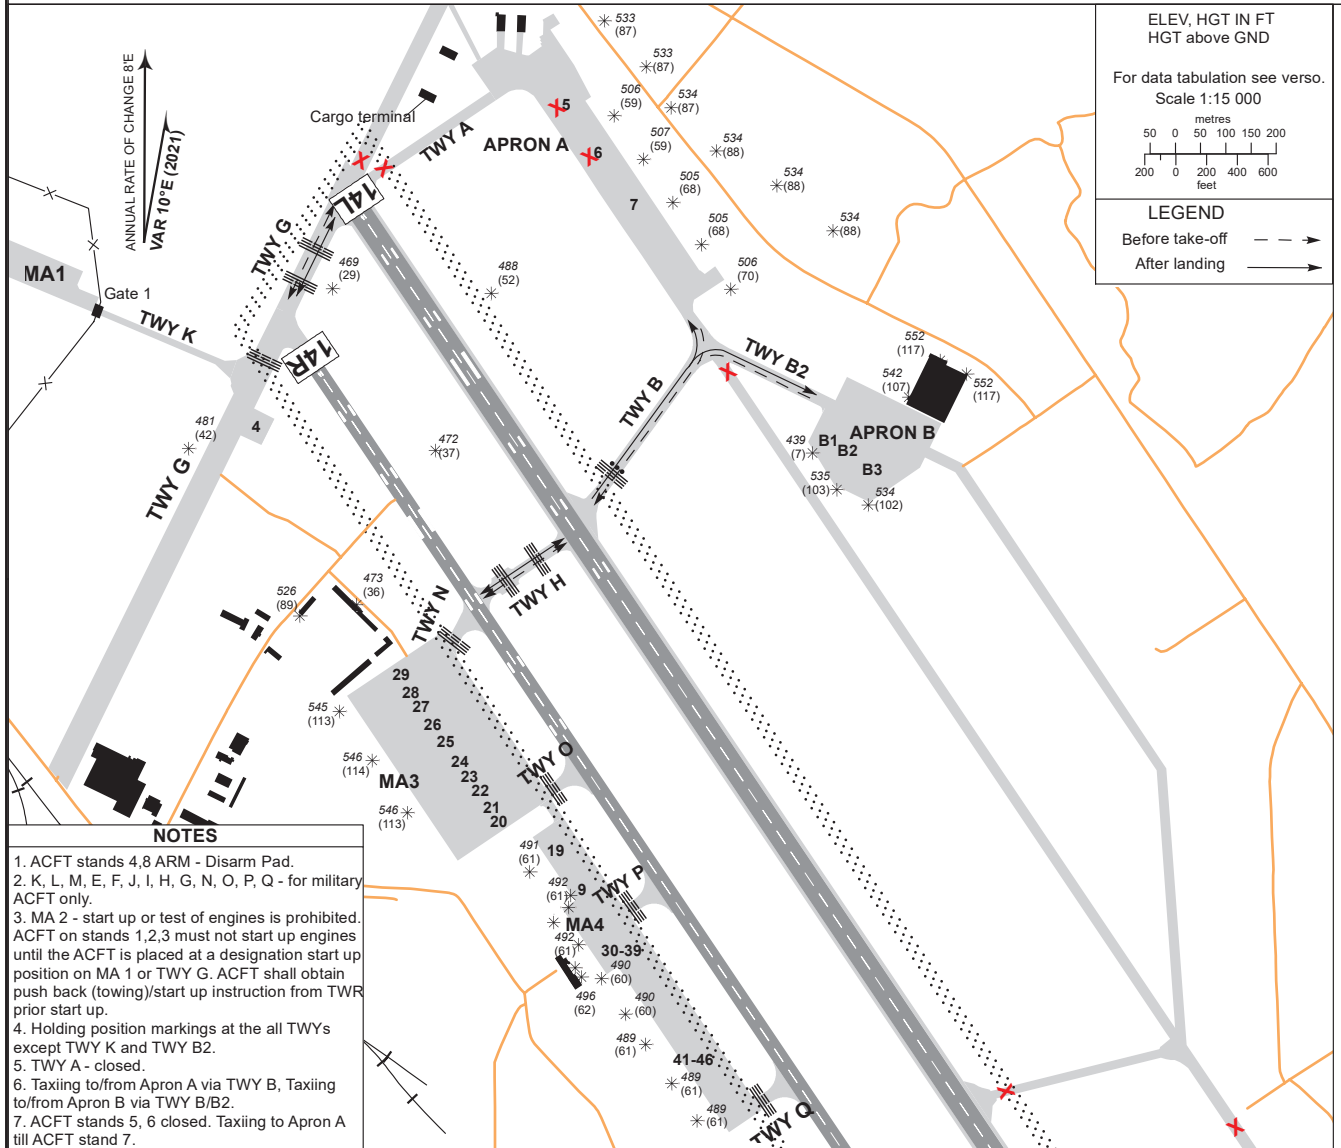 ELEV, HGT IN FT
HGT above GND
For data tabulation see verso.
Scale 1:15 000
metres
50 0 50 100 150 200
200 0 200 400 600
feet
LEGEND
Before take-off
After landing
ANNUAL RATE OF CHANGE 8'E
VAR 10°E (2021)
Cargo terminal
TWY A
APRON A
5
6
7
533
(87)
533
(87)
506
(59)
534
(87)
507
(59)
534
(88)
505
(68)
534
(88)
505
(68)
534
(88)
506
(70)
14L
TWY G
469
(29)
488
(52)
MA1
Gate 1
TWY K
14R
4
481
(42)
TWY G
472
(37)
TWY B
TWY B2
552
(117)
552
(117)
542
(107)
APRON B
B1
B2
B3
439
(7)
535
(103)
534
(102)
TWY H
TWY N
473
(36)
526
(89)
29
28
27
26
25
24
23
22
21
20
545
(113)
546
(114)
MA3
546
(113)
TWY O
19
491
(61)
9
492
(61)
TWY P
MA4
492
(61)
30-39
490
(60)
496
(62)
490
(60)
489
(61)
41-46
489
(61)
489
(61)
TWY Q
NOTES
1. ACFT stands 4,8 ARM - Disarm Pad.
2. K, L, M, E, F, J, I, H, G, N, O, P, Q - for military
ACFT only.
3. MA 2 - start up or test of engines is prohibited.
ACFT on stands 1,2,3 must not start up engines
until the ACFT is placed at a designation start up
position on MA 1 or TWY G. ACFT shall obtain
push back (towing)/start up instruction from TWR
prior start up.
4. Holding position markings at the all TWYs
except TWY K and TWY B2.
5. TWY A - closed.
6. Taxiing to/from Apron A via TWY B, Taxiing
to/from Apron B via TWY B/B2.
7. ACFT stands 5, 6 closed. Taxiing to Apron A
till ACFT stand 7.